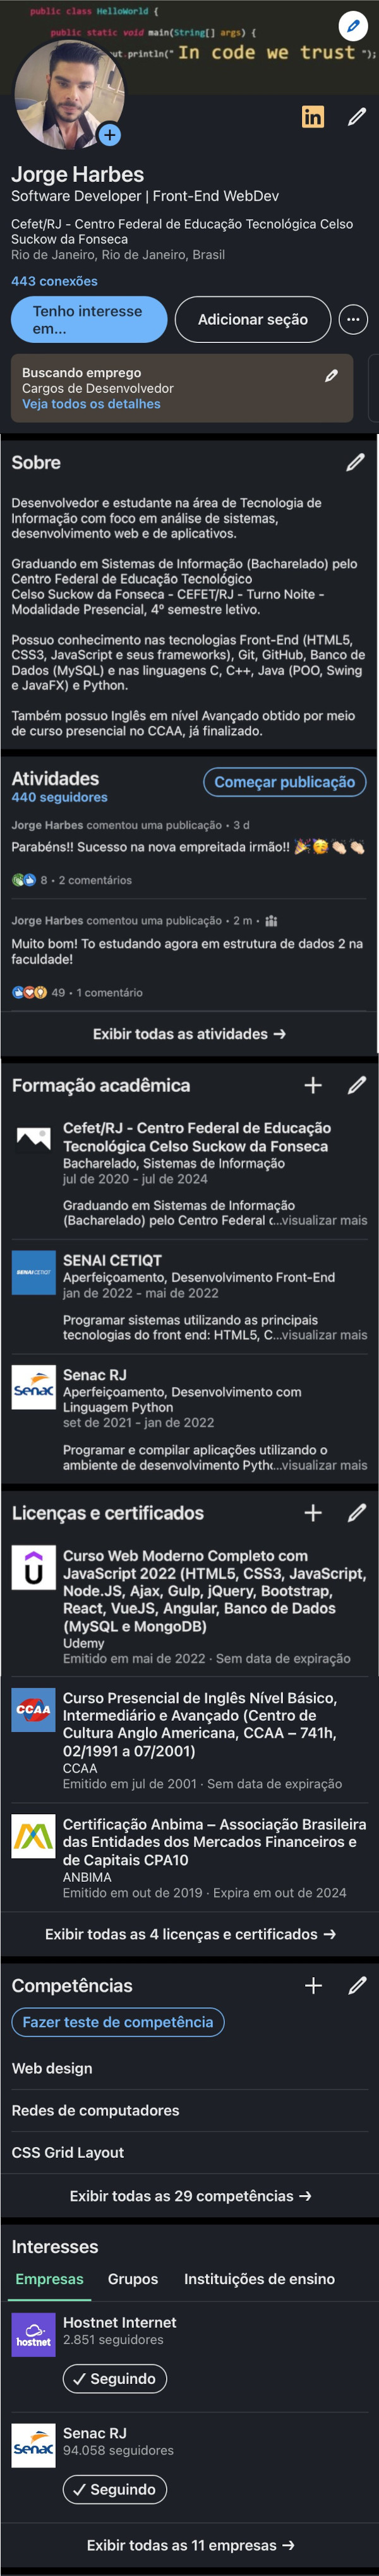 public class HelloWorld {
public static void main(String[] args) {
ut.println(" In code we trust ");
in
Jorge Harbes
Software Developer | Front-End WebDev
Cefet/RJ - Centro Federal de Educação Tecnológica Celso
Suckow da Fonseca
Rio de Janeiro, Rio de Janeiro, Brasil
443 conexões
Tenho interesse
em...
Adicionar seção
Buscando emprego
Cargos de Desenvolvedor
Veja todos os detalhes
Sobre
Desenvolvedor e estudante na área de Tecnologia de
Informação com foco em análise de sistemas,
desenvolvimento web e de aplicativos.
Graduando em Sistemas de Informação (Bacharelado) pelo
Centro Federal de Educação Tecnológico
Celso Suckow da Fonseca - CEFET/RJ - Turno Noite -
Modalidade Presencial, 4º semestre letivo.
Possuo conhecimento nas tecnologias Front-End (HTML5,
CSS3, JavaScript e seus frameworks), Git, GitHub, Banco de
Dados (MySQL) e nas linguagens C, C++, Java (POO, Swing
e JavaFX) e Python.
Também possuo Inglês em nível Avançado obtido por meio
de curso presencial no CCAA, já finalizado.
Atividades
Começar publicação
440 seguidores
Jorge Harbes comentou uma publicação • 3 d
Parabéns!! Sucesso na nova empreitada irmão!! 🎉🥳👏🏻👏🏻
8 • 2 comentários
Jorge Harbes comentou uma publicação • 2 m •
Muito bom! To estudando agora em estrutura de dados 2 na
faculdade!
49 • 1 comentário
Exibir todas as atividades →
Formação acadêmica
Cefet/RJ - Centro Federal de Educação
Tecnológica Celso Suckow da Fonseca
Bacharelado, Sistemas de Informação
jul de 2020 - jul de 2024
Graduando em Sistemas de Informação
(Bacharelado) pelo Centro Federal c...visualizar mais
SENAI CETIQT
SENAI CETIQT
Aperfeiçoamento, Desenvolvimento Front-End
jan de 2022 - mai de 2022
Programar sistemas utilizando as principais
tecnologias do front end: HTML5, C...visualizar mais
Senac
Senac RJ
Aperfeiçoamento, Desenvolvimento com
Linguagem Python
set de 2021 - jan de 2022
Programar e compilar aplicações utilizando o
ambiente de desenvolvimento Pytho...visualizar mais
Licenças e certificados
Curso Web Moderno Completo com
JavaScript 2022 (HTML5, CSS3, JavaScript,
Node.JS, Ajax, Gulp, jQuery, Bootstrap,
React, VueJS, Angular, Banco de Dados
(MySQL e MongoDB)
Udemy
Emitido em mai de 2022 · Sem data de expiração
CCAA
Curso Presencial de Inglês Nível Básico,
Intermediário e Avançado (Centro de
Cultura Anglo Americana, CCAA – 741h,
02/1991 a 07/2001)
CCAA
Emitido em jul de 2001 · Sem data de expiração
Certificação Anbima – Associação Brasileira
das Entidades dos Mercados Financeiros e
de Capitais CPA10
ANBIMA
Emitido em out de 2019 · Expira em out de 2024
Exibir todas as 4 licenças e certificados →
Competências
Fazer teste de competência
Web design
Redes de computadores
CSS Grid Layout
Exibir todas as 29 competências →
Interesses
Empresas
Grupos
Instituições de ensino
hostnet
Hostnet Internet
2.851 seguidores
✓ Seguindo
Senac
Senac RJ
94.058 seguidores
✓ Seguindo
Exibir todas as 11 empresas →